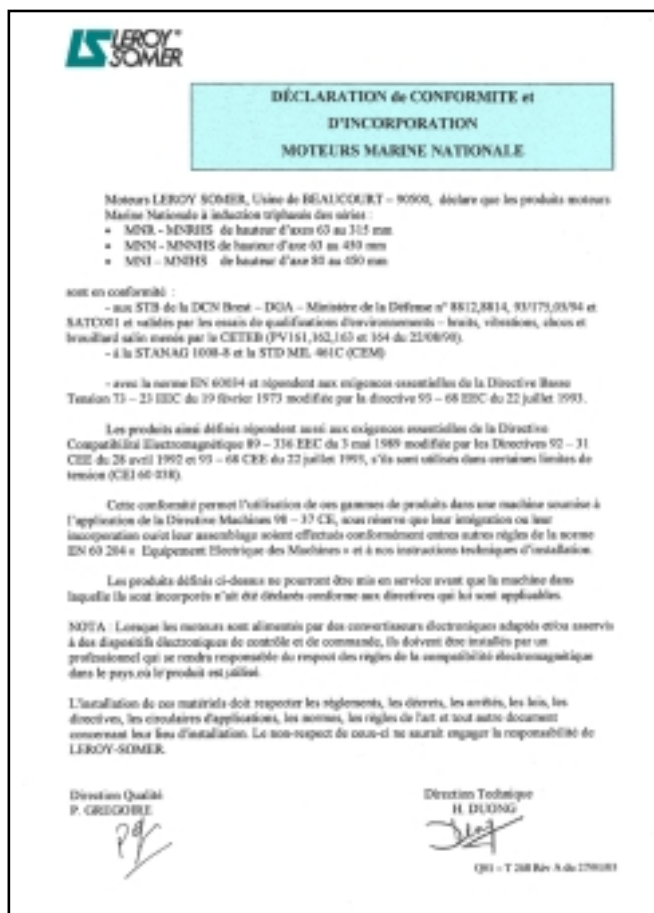 LEROY®
SOMER
DÉCLARATION de CONFORMITE et
D'INCORPORATION
MOTEURS MARINE NATIONALE
Moteurs LEROY SOMER, Usine de BEAUCOURT – 90500, déclare que les produits moteurs
Marine Nationale à induction triphasés des séries :
• MNR - MNRHS de hauteur d'axes 63 au 315 mm
• MNN - MNNHS de hauteur d'axe 63 au 450 mm
• MNI - MNIHS de hauteur d'axe 80 au 450 mm
sont en conformité :
- aux STB de la DCN Brest – DGA – Ministère de la Défense n° 8812,8814, 93/175,05/94 et
SATC001 et validés par les essais de qualifications d'environnements – bruits, vibrations, chocs et
brouillard salin menés par le CETEB (PV161,162,163 et 164 du 22/08/90).
- à la STANAG 1008-8 et la STD MIL 461C (CEM)
- avec la norme EN 60034 et répondent aux exigences essentielles de la Directive Basse
Tension 73 – 23 EEC du 19 février 1973 modifiée par la directive 93 – 68 EEC du 22 juillet 1993.
Les produits ainsi définis répondent aussi aux exigences essentielles de la Directive
Compatibilité Electromagnétique 89 – 336 EEC du 3 mai 1989 modifiée par les Directives 92 – 31
CEE du 28 avril 1992 et 93 – 68 CEE du 22 juillet 1993, s'ils sont utilisés dans certaines limites de
tension (CEI 60 038).
Cette conformité permet l'utilisation de ces gammes de produits dans une machine soumise à
l'application de la Directive Machines 98 – 37 CE, sous réserve que leur intégration ou leur
incorporation ou/et leur assemblage soient effectués conformément entres autres règles de la norme
EN 60 204 « Equipement Electrique des Machines » et à nos instructions techniques d'installation.
Les produits définis ci-dessus ne pourront être mis en service avant que la machine dans
laquelle ils sont incorporés n'ait été déclarée conforme aux directives qui lui sont applicables.
NOTA : Lorsque les moteurs sont alimentés par des convertisseurs électroniques adaptés et/ou asservis
à des dispositifs électroniques de contrôle et de commande, ils doivent être installés par un
professionnel qui se rendra responsable du respect des règles de la compatibilité électromagnétique
dans le pays où le produit est utilisé.
L'installation de ces matériels doit respecter les règlements, les décrets, les arrêtés, les lois, les
directives, les circulaires d'applications, les normes, les règles de l'art et tout autre document
concernant leur lieu d'installation. Le non-respect de ceux-ci ne saurait engager la responsabilité de
LEROY-SOMER.
Direction Qualité
P. GREGOIRE
Direction Technique
H. DUONG
Q01 – T 268 Rév A du